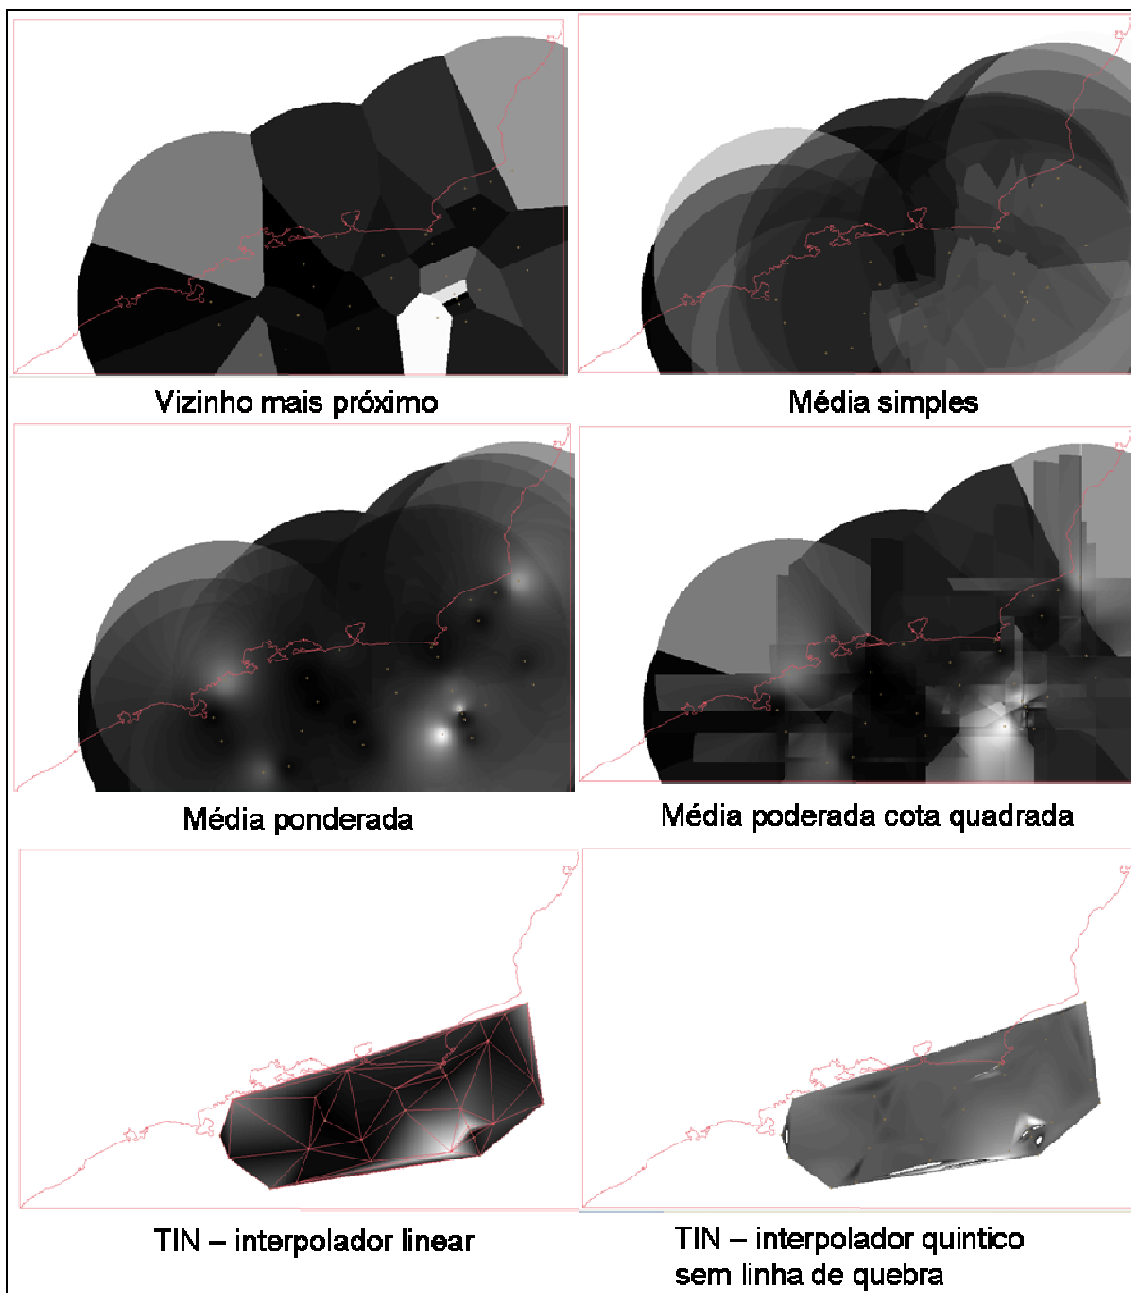 Vizinho mais próximo
Média simples
Média ponderada
Média poderada cota quadrada
TIN – interpolador linear
TIN – interpolador quintico
sem linha de quebra